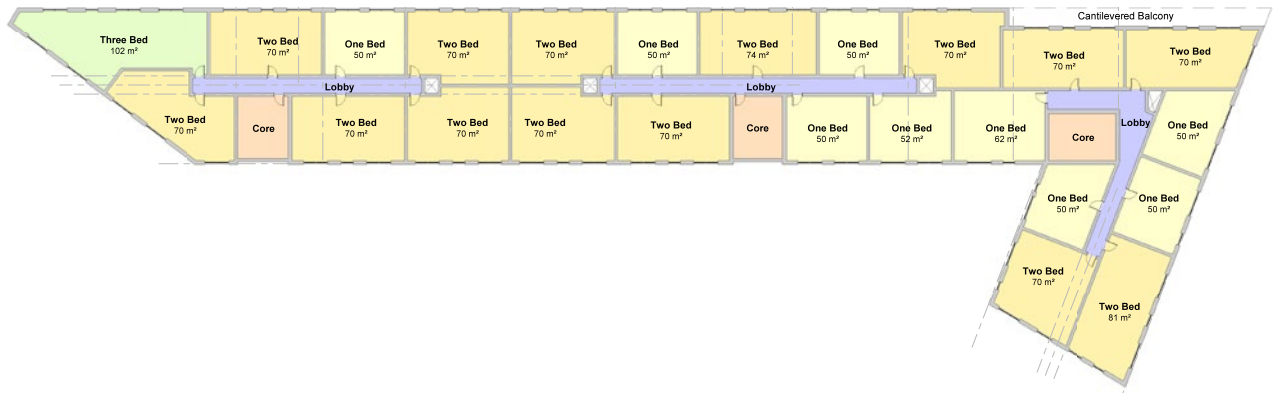 Cantilevered Balcony
Three Bed
102 m²
Two Bed
70 m²
One Bed
50 m²
Two Bed
70 m²
Two Bed
70 m²
One Bed
50 m²
Two Bed
74 m²
One Bed
50 m²
Two Bed
70 m²
Two Bed
70 m²
Two Bed
70 m²
Lobby
Lobby
Lobby
Two Bed
70 m²
Core
Two Bed
70 m²
Two Bed
70 m²
Two Bed
70 m²
Two Bed
70 m²
Core
One Bed
50 m²
One Bed
52 m²
One Bed
62 m²
Core
One Bed
50 m²
One Bed
50 m²
One Bed
50 m²
Two Bed
70 m²
Two Bed
81 m²